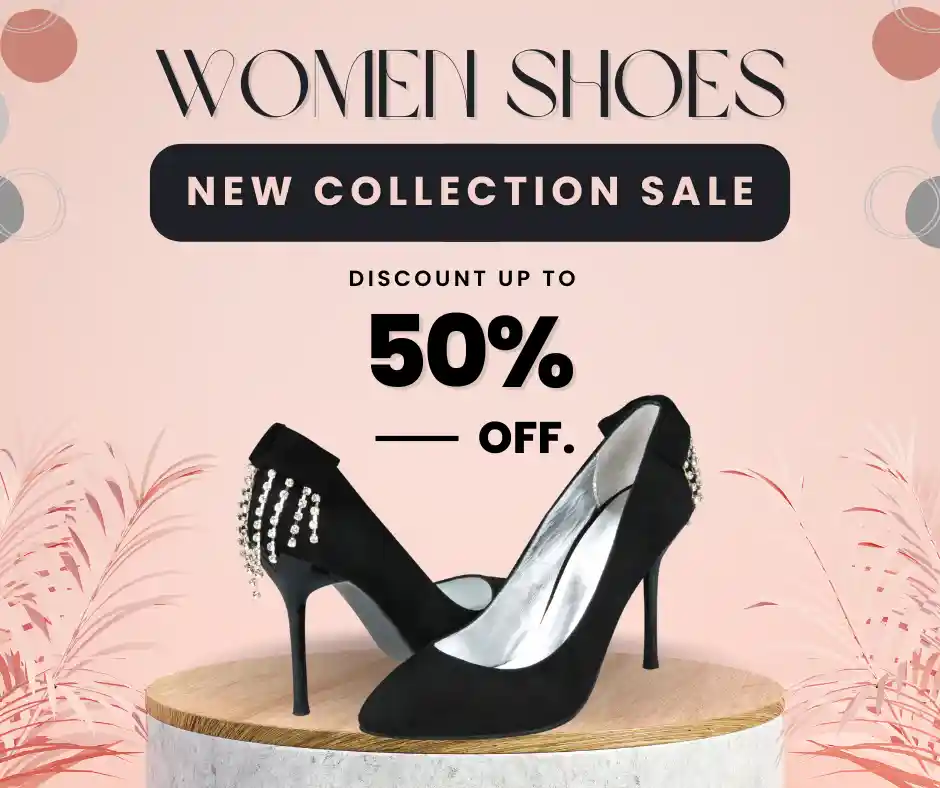 WOMEN SHOES
NEW COLLECTION SALE
DISCOUNT UP TO
50%
OFF.